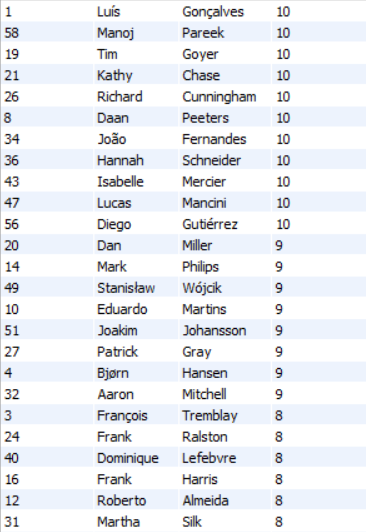 1 Luís Gonçalves 10
58 Manoj Pareek 10
19 Tim Goyer 10
21 Kathy Chase 10
26 Richard Cunningham 10
8 Daan Peeters 10
34 João Fernandes 10
36 Hannah Schneider 10
43 Isabelle Mercier 10
47 Lucas Mancini 10
56 Diego Gutiérrez 10
20 Dan Miller 9
14 Mark Philips 9
49 Stanisław Wójcik 9
10 Eduardo Martins 9
51 Joakim Johansson 9
27 Patrick Gray 9
4 Bjørn Hansen 9
32 Aaron Mitchell 9
3 François Tremblay 8
24 Frank Ralston 8
40 Dominique Lefebvre 8
16 Frank Harris 8
12 Roberto Almeida 8
31 Martha Silk 8